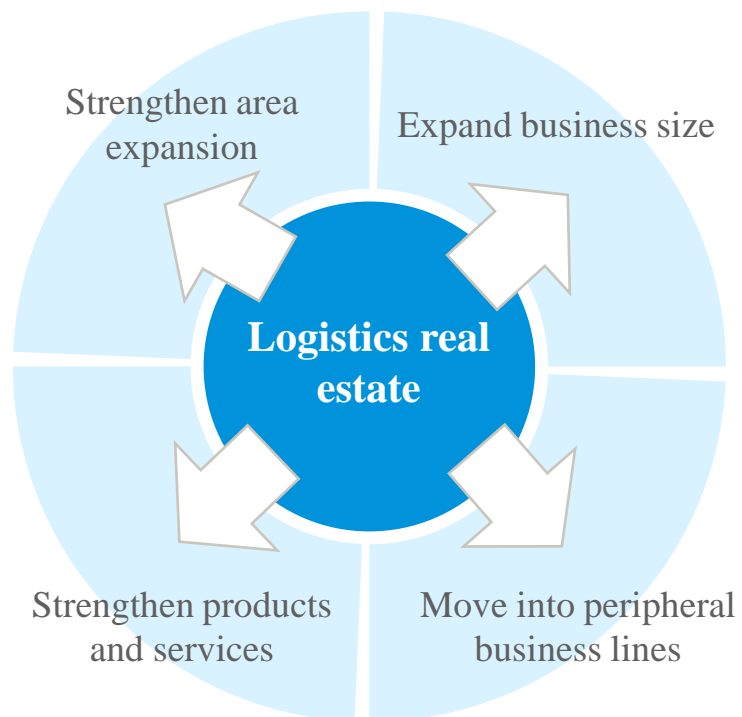 Strengthen area
expansion
Expand business size
Logistics real
estate
Strengthen products
and services
Move into peripheral
business lines